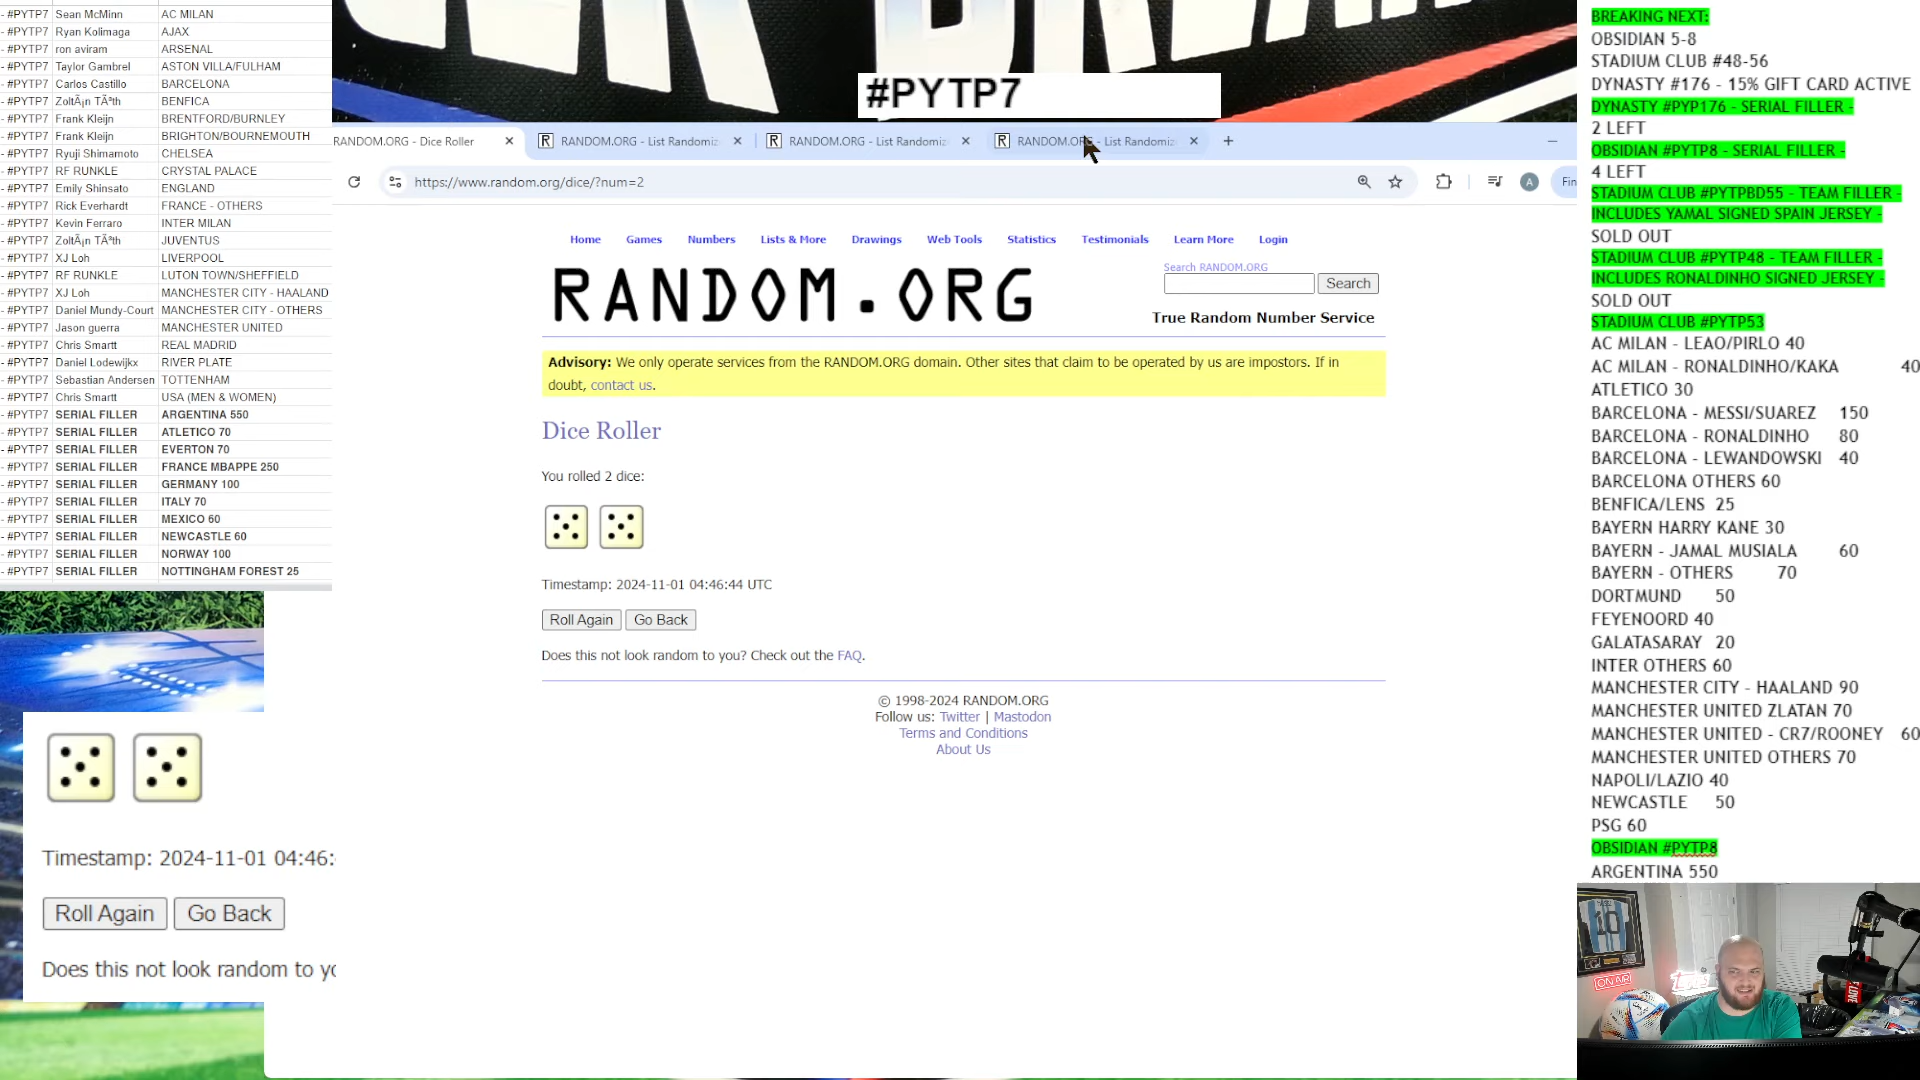 - #PYTP7 Sean McMinn AC MILAN
- #PYTP7 Ryan Kolimaga AJAX
- #PYTP7 ron aviram ARSENAL
- #PYTP7 Taylor Gambrel ASTON VILLA/FULHAM
- #PYTP7 Carlos Castillo BARCELONA
- #PYTP7 ZoltÃ¡n TÃ³th BENFICA
- #PYTP7 Frank Kleijn BRENTFORD/BURNLEY
- #PYTP7 Frank Kleijn BRIGHTON/BOURNEMOUTH
- #PYTP7 Ryuji Shimamoto CHELSEA
- #PYTP7 RF RUNKLE CRYSTAL PALACE
- #PYTP7 Emily Shinsato ENGLAND
- #PYTP7 Rick Everhardt FRANCE - OTHERS
- #PYTP7 Kevin Ferraro INTER MILAN
- #PYTP7 ZoltÃ¡n TÃ³th JUVENTUS
- #PYTP7 XJ Loh LIVERPOOL
- #PYTP7 RF RUNKLE LUTON TOWN/SHEFFIELD
- #PYTP7 XJ Loh MANCHESTER CITY - HAALAND
- #PYTP7 Daniel Mundy-Court MANCHESTER CITY - OTHERS
- #PYTP7 Jason guerra MANCHESTER UNITED
- #PYTP7 Chris Smartt REAL MADRID
- #PYTP7 Daniel Lodewijkx RIVER PLATE
- #PYTP7 Sebastian Andersen TOTTENHAM
- #PYTP7 Chris Smartt USA (MEN & WOMEN)
- #PYTP7 SERIAL FILLER ARGENTINA 550
- #PYTP7 SERIAL FILLER ATLETICO 70
- #PYTP7 SERIAL FILLER EVERTON 70
- #PYTP7 SERIAL FILLER FRANCE MBAPPE 250
- #PYTP7 SERIAL FILLER GERMANY 100
- #PYTP7 SERIAL FILLER ITALY 70
- #PYTP7 SERIAL FILLER MEXICO 60
- #PYTP7 SERIAL FILLER NEWCASTLE 60
- #PYTP7 SERIAL FILLER NORWAY 100
- #PYTP7 SERIAL FILLER NOTTINGHAM FOREST 25
#PYTP7
RANDOM.ORG - Dice Roller
RANDOM.ORG - List Randomiz
RANDOM.ORG - List Randomiz
RANDOM.ORG - List Randomiz
https://www.random.org/dice/?num=2
A
Fin
Home Games Numbers Lists & More Drawings Web Tools Statistics Testimonials Learn More Login
RANDOM.ORG
Search RANDOM.ORG
Search
True Random Number Service
Advisory: We only operate services from the RANDOM.ORG domain. Other sites that claim to be operated by us are impostors. If in
doubt, contact us.
Dice Roller
You rolled 2 dice:
Timestamp: 2024-11-01 04:46:44 UTC
Roll Again Go Back
Does this not look random to you? Check out the FAQ.
© 1998-2024 RANDOM.ORG
Follow us: Twitter | Mastodon
Terms and Conditions
About Us
Timestamp: 2024-11-01 04:46:
Roll Again Go Back
Does this not look random to yo
BREAKING NEXT:
OBSIDIAN 5-8
STADIUM CLUB #48-56
DYNASTY #176 - 15% GIFT CARD ACTIVE
DYNASTY #PYP176 - SERIAL FILLER -
2 LEFT
OBSIDIAN #PYTP8 - SERIAL FILLER -
4 LEFT
STADIUM CLUB #PYTPBD55 - TEAM FILLER -
INCLUDES YAMAL SIGNED SPAIN JERSEY -
SOLD OUT
STADIUM CLUB #PYTP48 - TEAM FILLER -
INCLUDES RONALDINHO SIGNED JERSEY -
SOLD OUT
STADIUM CLUB #PYTP53
AC MILAN - LEAO/PIRLO 40
AC MILAN - RONALDINHO/KAKA 40
ATLETICO 30
BARCELONA - MESSI/SUAREZ 150
BARCELONA - RONALDINHO 80
BARCELONA - LEWANDOWSKI 40
BARCELONA OTHERS 60
BENFICA/LENS 25
BAYERN HARRY KANE 30
BAYERN - JAMAL MUSIALA 60
BAYERN - OTHERS 70
DORTMUND 50
FEYENOORD 40
GALATASARAY 20
INTER OTHERS 60
MANCHESTER CITY - HAALAND 90
MANCHESTER UNITED ZLATAN 70
MANCHESTER UNITED - CR7/ROONEY 60
MANCHESTER UNITED OTHERS 70
NAPOLI/LAZIO 40
NEWCASTLE 50
PSG 60
OBSIDIAN #PYTP8
ARGENTINA 550
10
ON AIR